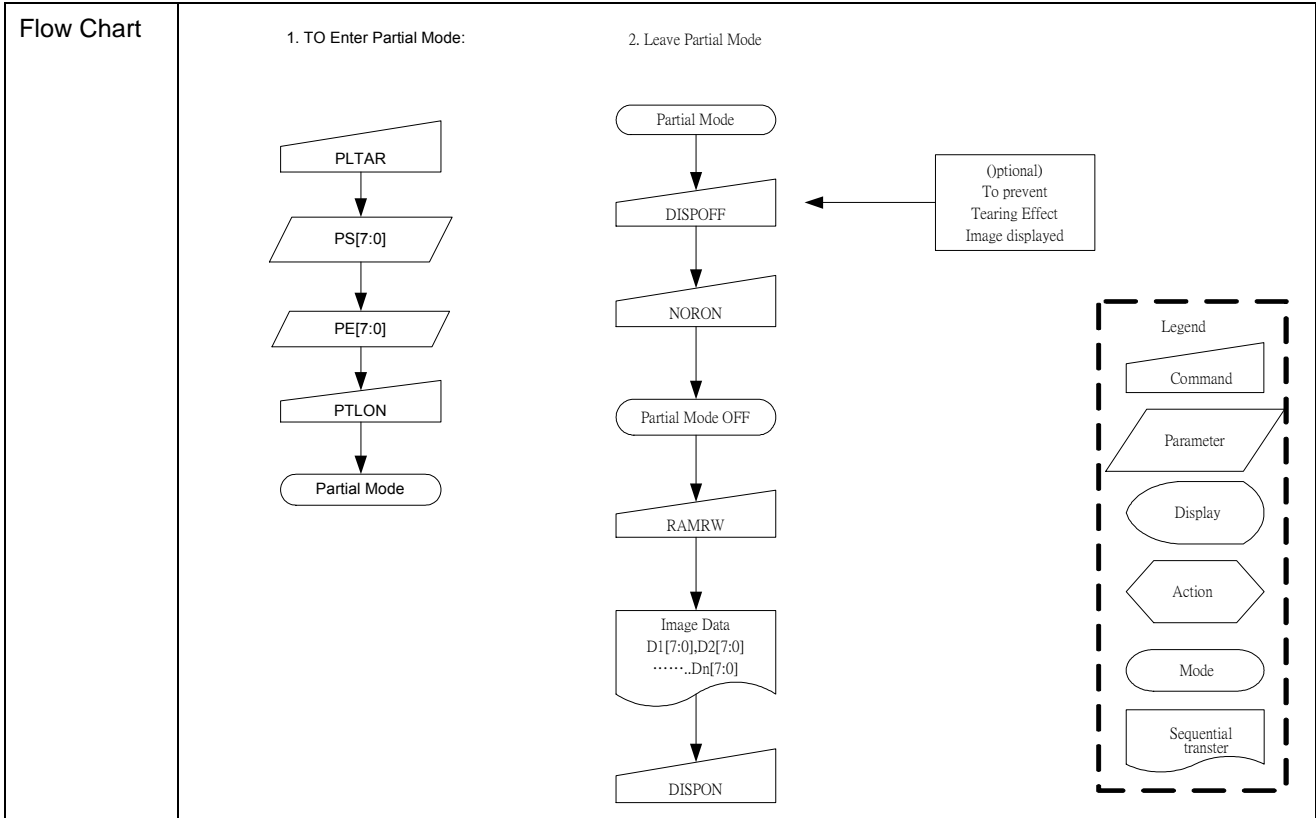 Flow Chart
1. TO Enter Partial Mode:
PLTAR
PS[7:0]
PE[7:0]
PTLON
Partial Mode
2. Leave Partial Mode
Partial Mode
DISPOFF
NORON
Partial Mode OFF
RAMRW
Image Data
D1[7:0],D2[7:0]
……..Dn[7:0]
DISPON
(Optional)
To prevent
Tearing Effect
Image displayed
Legend
Command
Parameter
Display
Action
Mode
Sequential
transter